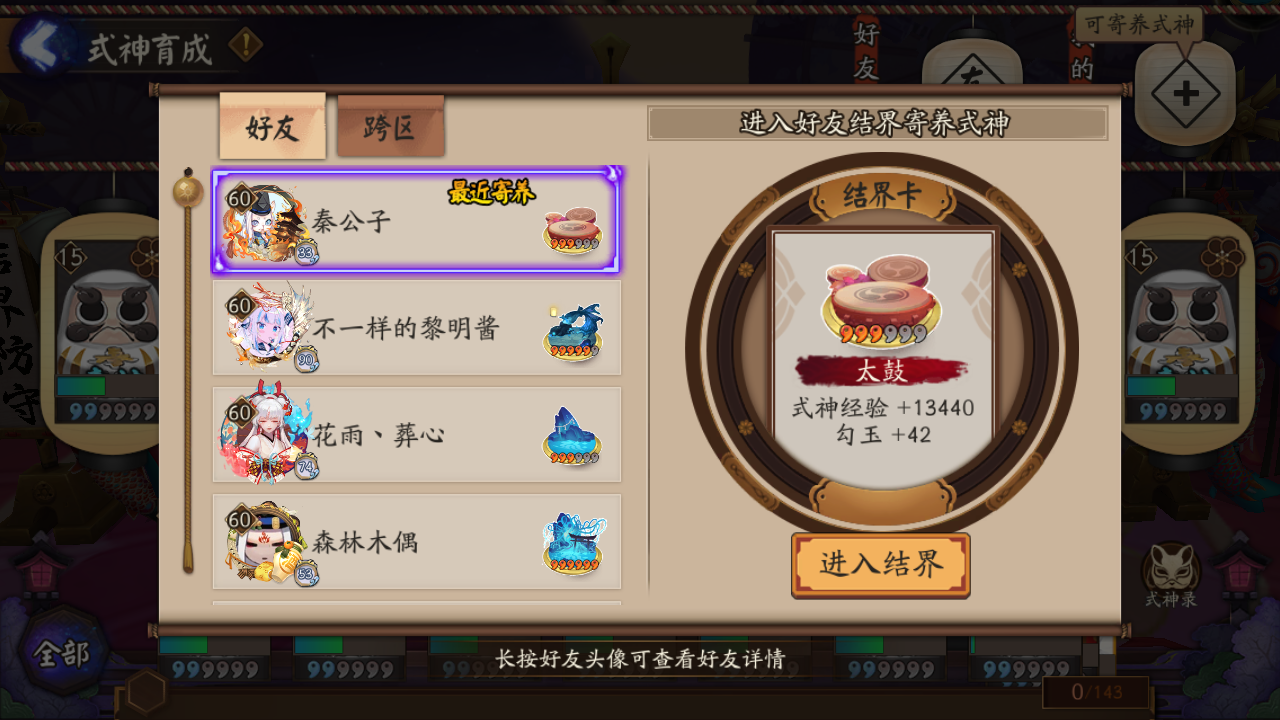 式神育成
好友
的
可寄养式神
好友
跨区
进入好友结界寄养式神
60
秦公子
最近寄养
33
999999
60
不一样的黎明酱
90
999999
60
花雨、葬心
74
999999
60
森林木偶
53
999999
结界卡
999999
太鼓
式神经验 +13440
勾玉 +42
进入结界
15
999999
15
999999
式神录
全部
999999
999999
999999
999999
999999
长按好友头像可查看好友详情
0/143